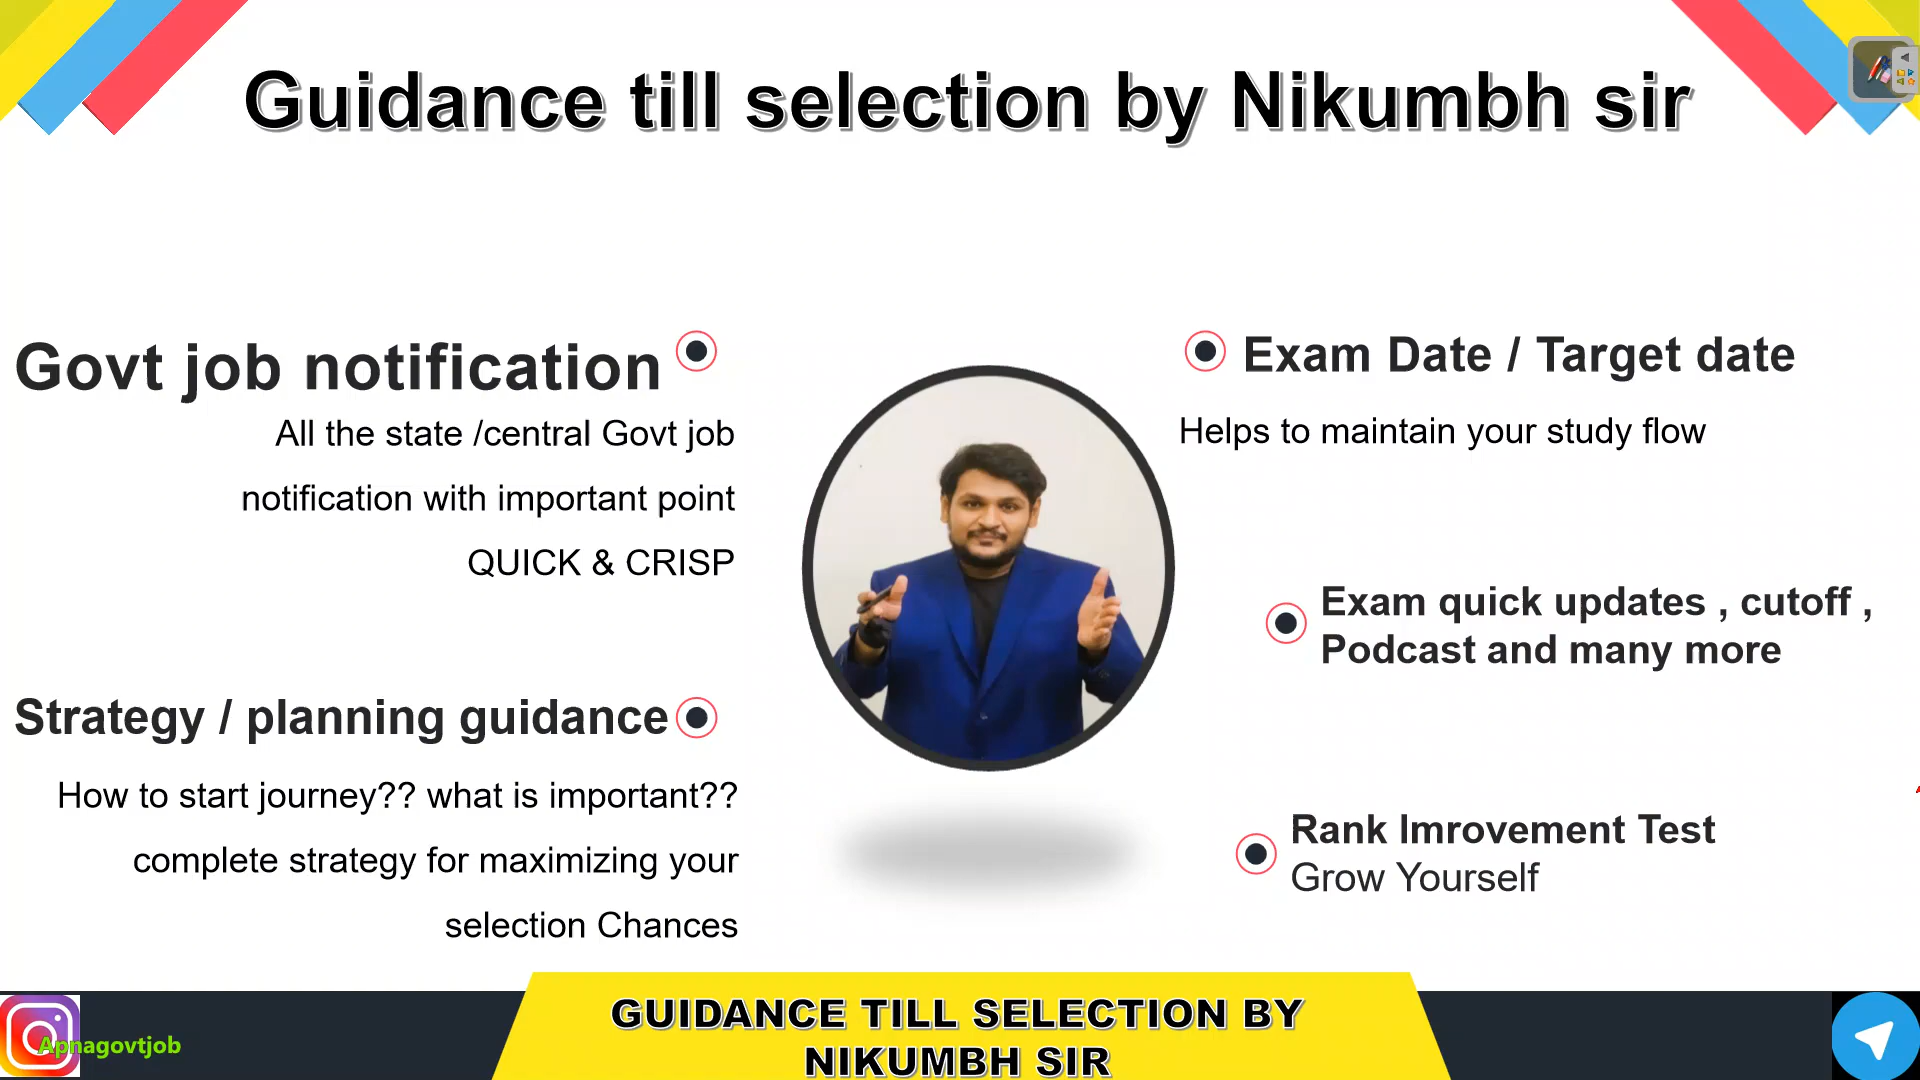 Guidance till selection by Nikumbh sir
Govt job notification
All the state /central Govt job
notification with important point
QUICK & CRISP
Strategy / planning guidance
How to start journey?? what is important??
complete strategy for maximizing your
selection Chances
Exam Date / Target date
Helps to maintain your study flow
Exam quick updates , cutoff ,
Podcast and many more
Rank Imrovement Test
Grow Yourself
GUIDANCE TILL SELECTION BY
NIKUMBH SIR
Apnagovtjob